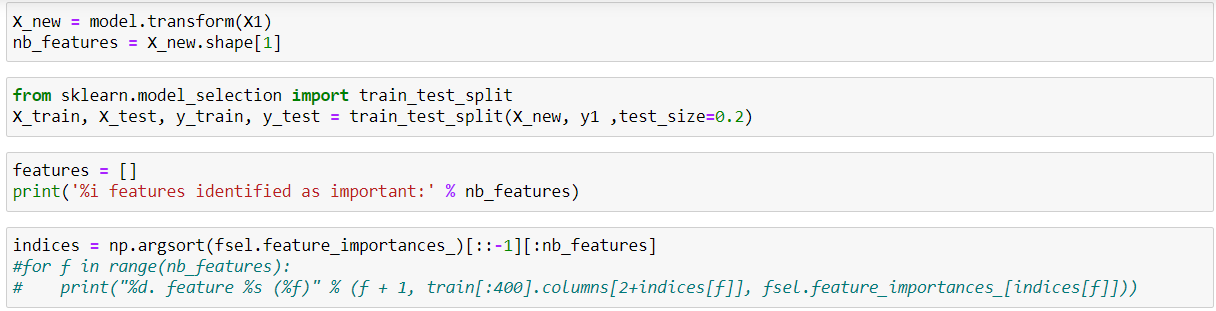 X_new = model.transform(X1)
nb_features = X_new.shape[1]
from sklearn.model_selection import train_test_split
X_train, X_test, y_train, y_test = train_test_split(X_new, y1 ,test_size=0.2)
features = []
print('%i features identified as important:' % nb_features)
indices = np.argsort(fsel.feature_importances_)[::-1][:nb_features]
#for f in range(nb_features):
#    print("%d. feature %s (%f)" % (f + 1, train[:400].columns[2+indices[f]], fsel.feature_importances_[indices[f]]))